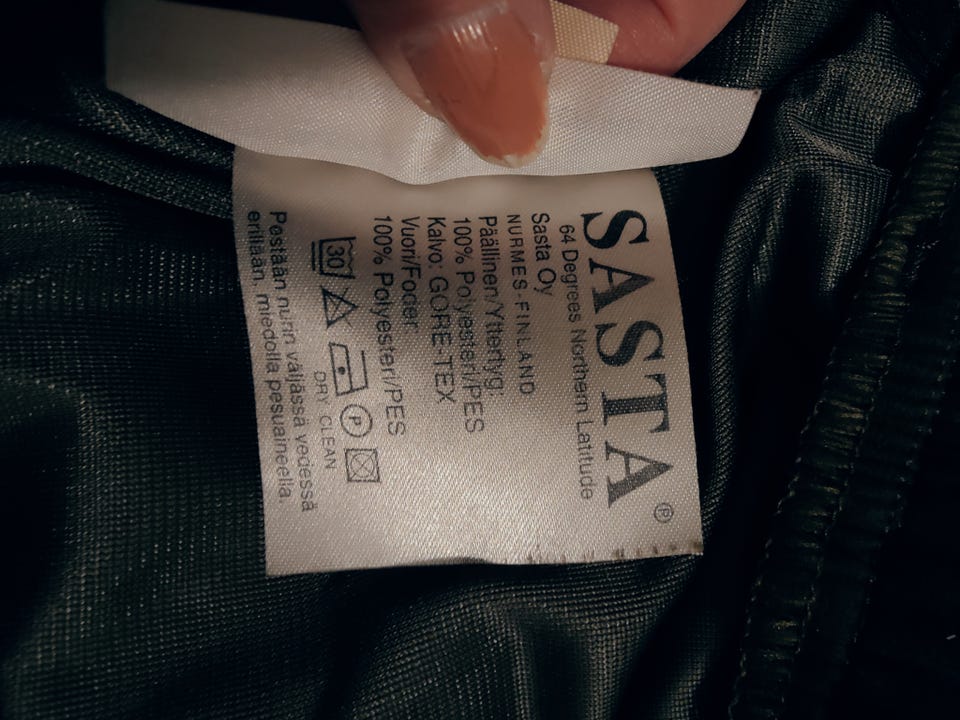 SASTA®
64 Degrees Northern Latitude
Sasta Oy
NURMES-FINLAND
Päällinen/Yttertyg:
100% Polyesteri/PES
Kalvo: GORE-TEX
Vuori/Foder:
100% Polyesteri/PES
30 P
DRY CLEAN
Pestään nurin väljässä vedessä
erillään, miedolla pesuaineella.